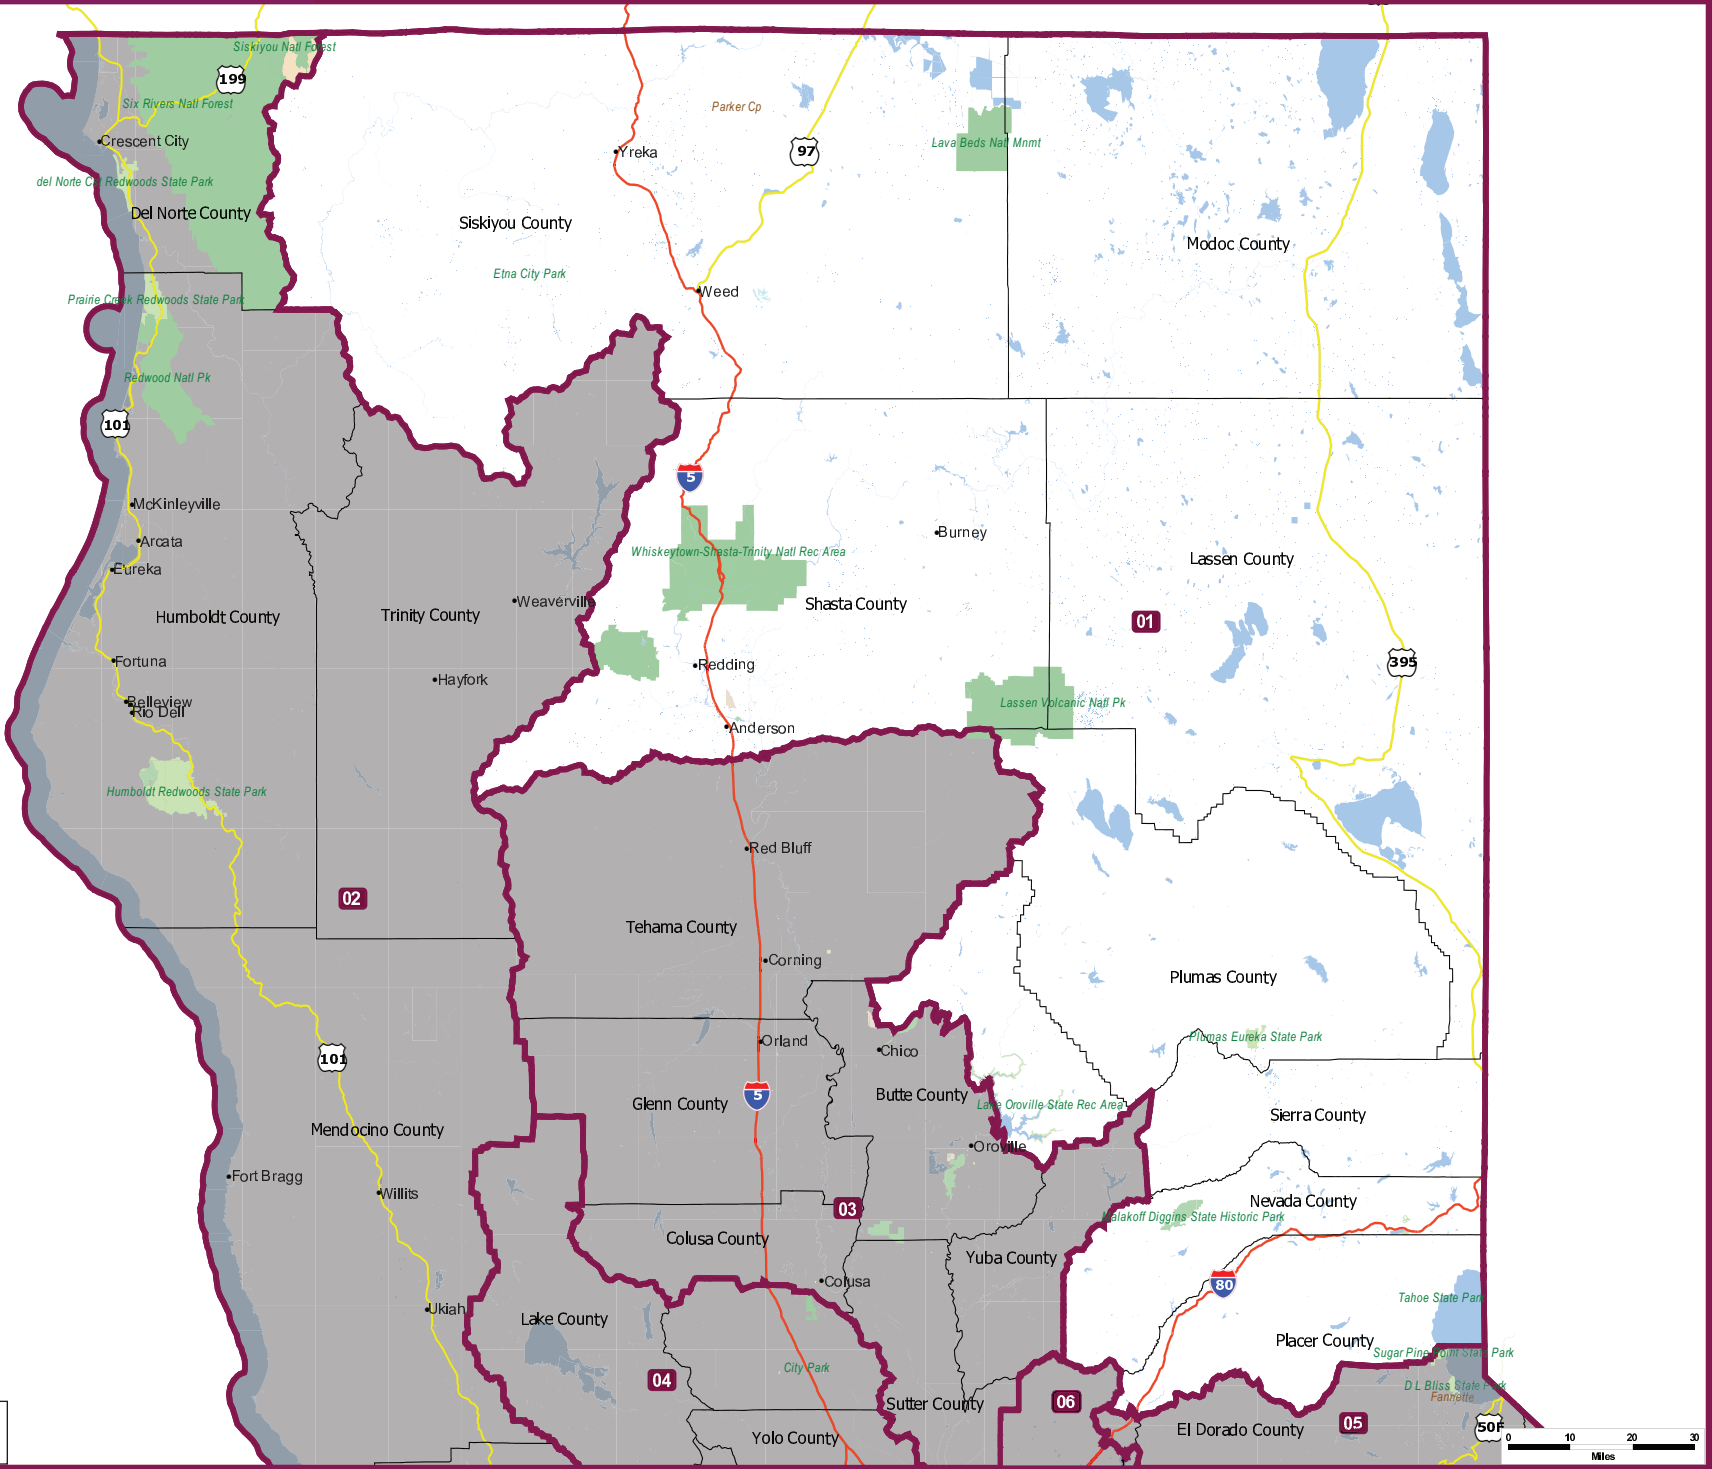 Siskiyou Natl Forest
199
Six Rivers Natl Forest
Parker Cp
Crescent City
Yreka
97
Lava Beds Natl Mnmt
del Norte Cst Redwoods State Park
Del Norte County
Siskiyou County
Modoc County
Etna City Park
Weed
Prairie Creek Redwoods State Park
Redwood Natl Pk
101
5
McKinleyville
Burney
Arcata
Whiskeytown-Shasta-Trinity Natl Rec Area
Lassen County
Eureka
Weaverville
Shasta County
Humboldt County
Trinity County
01
Fortuna
Redding
395
Hayfork
Belleview
Rio Dell
Lassen Volcanic Natl Pk
Anderson
Humboldt Redwoods State Park
Red Bluff
02
Tehama County
Corning
Plumas County
Orland
Plumas Eureka State Park
Chico
101
5
Butte County
Glenn County
Lake Oroville State Rec Area
Sierra County
Mendocino County
Oroville
Fort Bragg
Willits
Nevada County
03
Malakoff Diggins State Historic Park
Colusa County
Yuba County
Colusa
80
Tahoe State Park
Ukiah
Lake County
Placer County
Sugar Pine Point State Park
City Park
04
D L Bliss State Park
Fannette
06
Sutter County
05
El Dorado County
50F
Yolo County
0 10 20 30
Miles